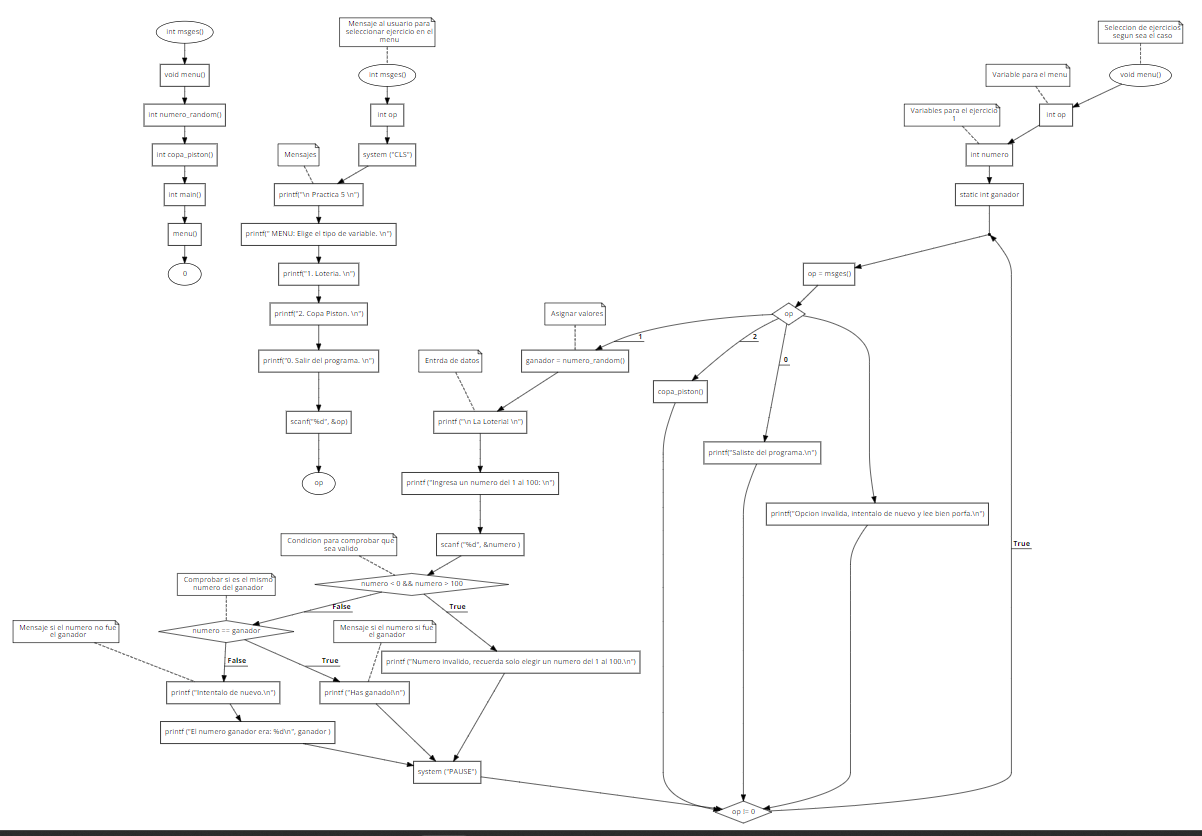 int msges()
void menu()
int numero_random()
int copa_piston()
int main()
menu()
0
Mensaje al usuario para
seleccionar ejercicio en el
menu
int msges()
int op
system ("CLS")
Mensajes
printf("\n Practica 5 \n")
printf(" MENU: Elige el tipo de variable. \n")
printf("1. Loteria. \n")
printf("2. Copa Piston. \n")
printf("0. Salir del programa. \n")
scanf("%d", &op)
op
Seleccion de ejercicios
segun sea el caso
void menu()
Variable para el menu
int op
Variables para el ejercicio
1
int numero
static int ganador
op = msges()
op
1
2
0
Asignar valores
ganador = numero_random()
copa_piston()
printf("Saliste del programa.\n")
printf("Opcion invalida, intentalo de nuevo y lee bien porfa.\n")
Entrda de datos
printf ("\n La Loteria! \n")
printf ("Ingresa un numero del 1 al 100: \n")
scanf ("%d", &numero )
Condicion para comprobar que
sea valido
numero < 0 && numero > 100
False
True
Comprobar si es el mismo
numero del ganador
numero == ganador
False
True
Mensaje si el numero no fue
el ganador
Mensaje si el numero si fue
el ganador
printf ("Numero invalido, recuerda solo elegir un numero del 1 al 100.\n")
printf ("Intentalo de nuevo.\n")
printf ("Has ganado!\n")
printf ("El numero ganador era: %d\n", ganador )
system ("PAUSE")
op != 0
True